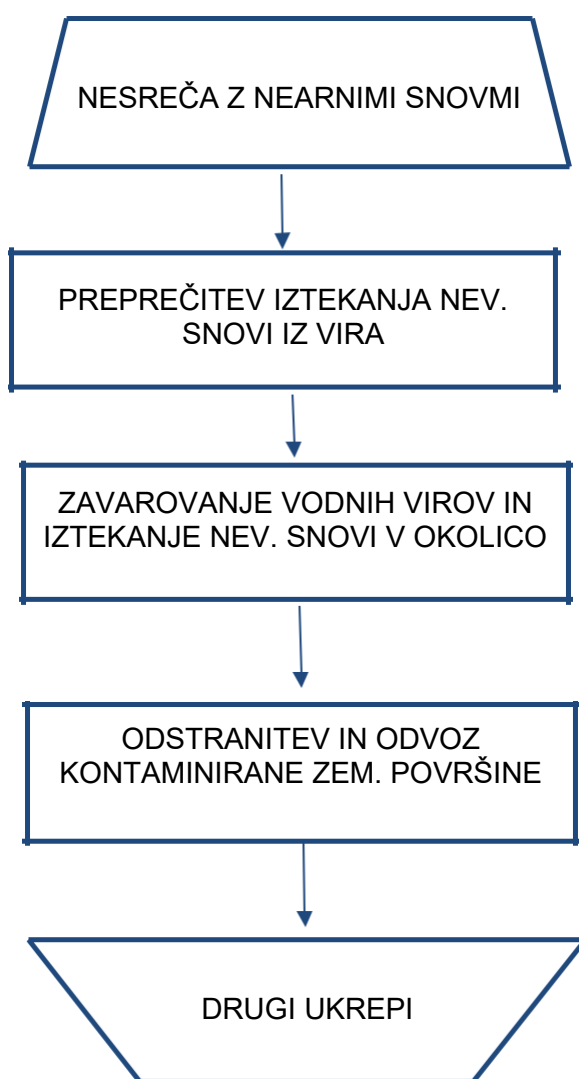 NESREČA Z NEARNIMI SNOVMI
PREPREČITEV IZTEKANJA NEV.
SNOVI IZ VIRA
ZAVAROVANJE VODNIH VIROV IN
IZTEKANJE NEV. SNOVI V OKOLICO
ODSTRANITEV IN ODVOZ
KONTAMINIRANE ZEM. POVRŠINE
DRUGI UKREPI